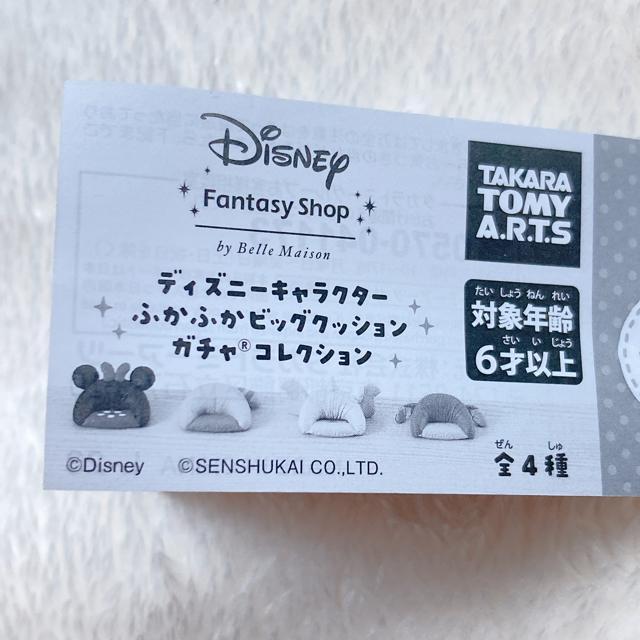 Disney
Fantasy Shop
by Belle Maison
ディズニーキャラクター
ふかふかビッグクッション
ガチャ®コレクション
TAKARA
TOMY
A.R.T.S
たい しょう ねん れい
対象年齢
さい い じょう
6才以上
©Disney ©SENSHUKAI CO.,LTD.
ぜん しゅ
全4種